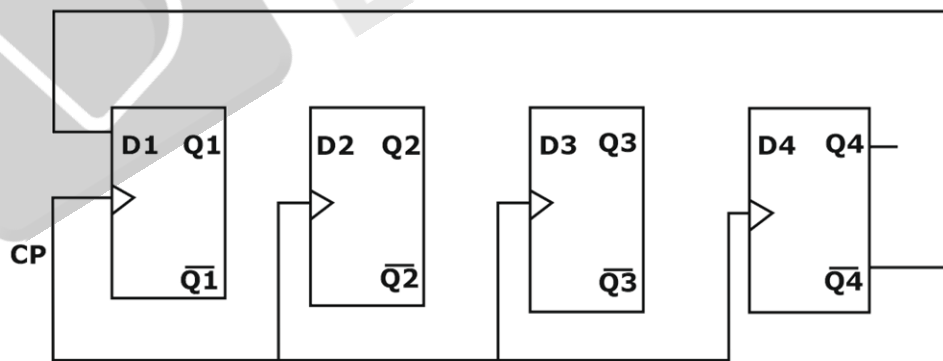 D1 Q1 D2 Q2 D3 Q3 D4 Q4
CP
Q̅1̅ Q̅2̅ Q̅3̅ Q̅4̅